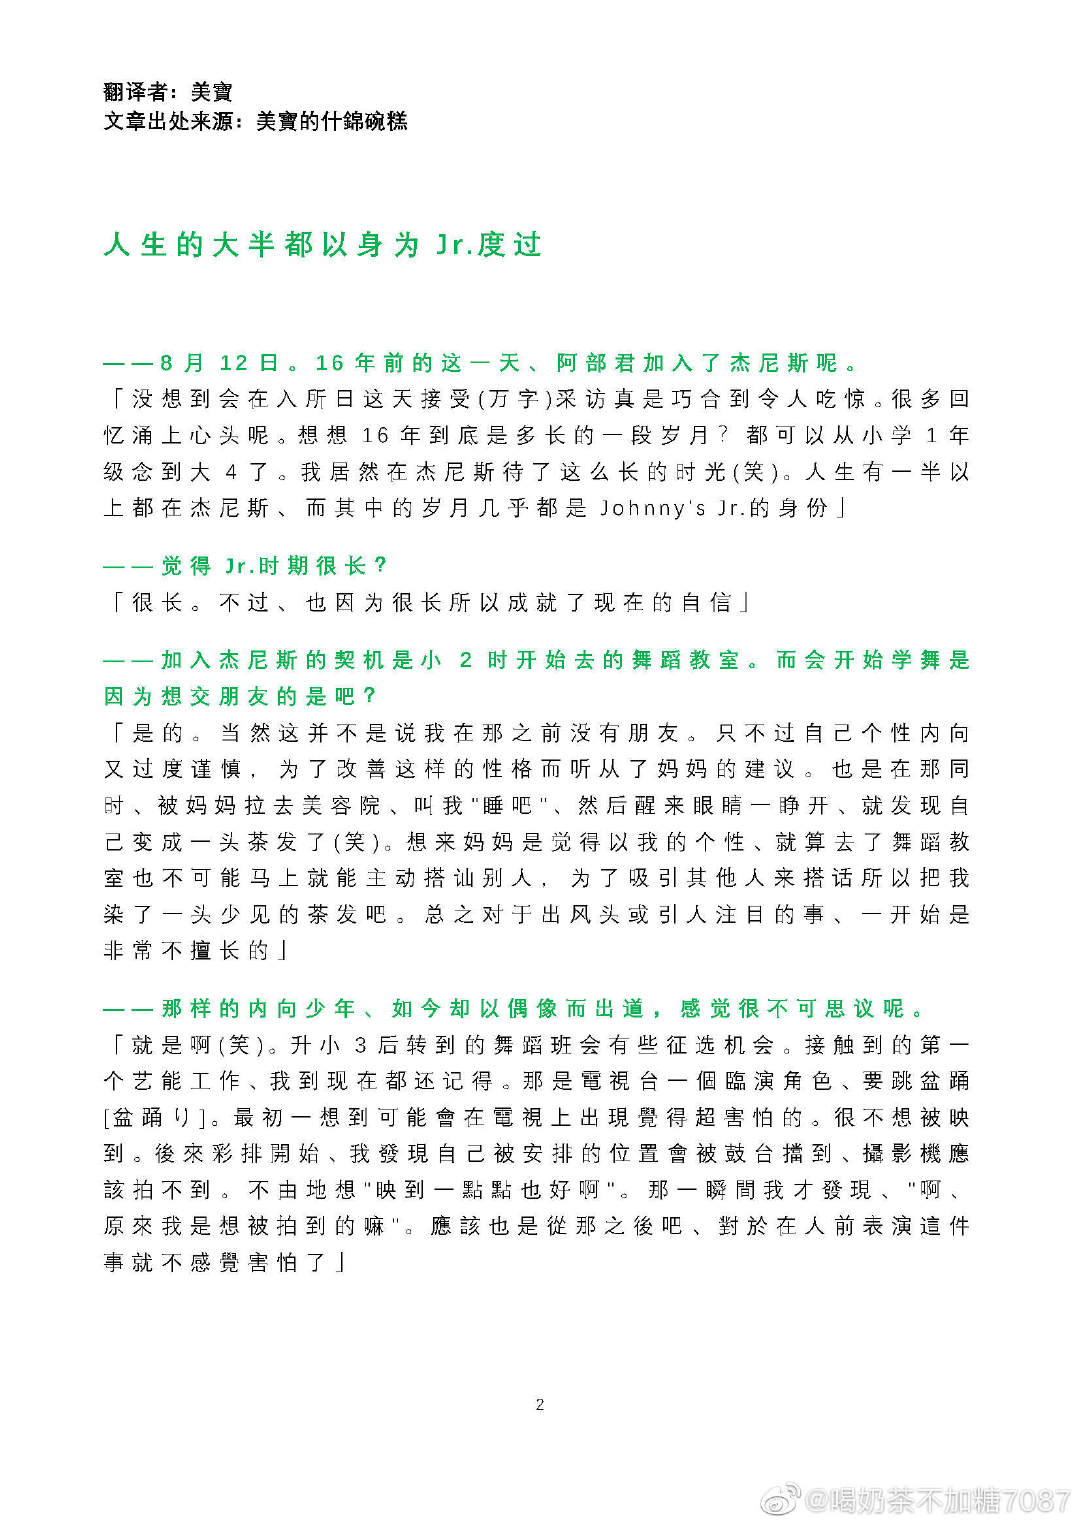 翻译者：美寶
文章出处来源：美寶的什錦碗糕
人生的大半都以身为Jr.度过
——8月12日。16年前的这一天、阿部君加入了杰尼斯呢。
「没想到会在入所日这天接受(万字)采访真是巧合到令人吃惊。很多回
忆涌上心头呢。想想16年到底是多长的一段岁月？都可以从小学1年
级念到大4了。我居然在杰尼斯待了这么长的时光(笑)。人生有一半以
上都在杰尼斯、而其中的岁月几乎都是 Johnny's Jr.的身份」
——觉得Jr.时期很长？
「很长。不过、也因为很长所以成就了现在的自信」
——加入杰尼斯的契机是小2时开始去的舞蹈教室。而会开始学舞是
因为想交朋友的是吧？
「是的。当然这并不是说我在那之前没有朋友。只不过自己个性内向
又过度谨慎，为了改善这样的性格而听从了妈妈的建议。也是在那同
时、被妈妈拉去美容院、叫我"睡吧"、然后醒来眼睛一睁开、就发现自
己变成一头茶发了(笑)。想来妈妈是觉得以我的个性、就算去了舞蹈教
室也不可能马上就能主动搭讪别人，为了吸引其他人来搭话所以把我
染了一头少见的茶发吧。总之对于出风头或引人注目的事、一开始是
非常不擅长的」
——那样的内向少年、如今却以偶像而出道，感觉很不可思议呢。
「就是啊(笑)。升小3后转到的舞蹈班会有些征选机会。接触到的第一
个艺能工作、我到现在都还记得。那是電視台一個臨演角色、要跳盆踊
[盆踊り]。最初一想到可能會在電視上出現覺得超害怕的。很不想被映
到。後來彩排開始、我發現自己被安排的位置會被鼓台擋到、攝影機應
該拍不到。不由地想"映到一點點也好啊"。那一瞬間我才發現、"啊、
原來我是想被拍到的嘛"。應該也是從那之後吧、對於在人前表演這件
事就不感覺害怕了」
2
@喝奶茶不加糖7087